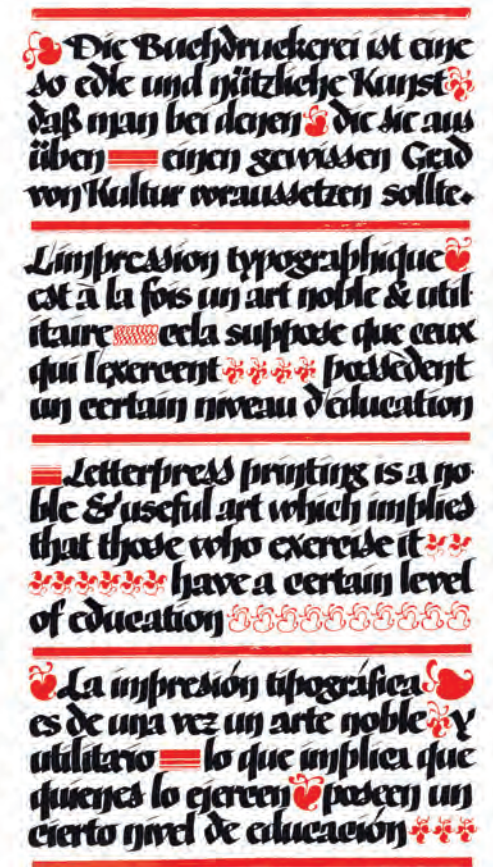 Die Buchdruckerei ist eine
so edle und nützliche Kunst
daß man bei denen die sie aus
üben einen gewissen Grad
von Kultur voraussetzen sollte.
L'impression typographique
est à la fois un art noble & util-
itaire cela suppose que ceux
qui l'exercent possèdent
un certain niveau d'education
Letterpress printing is a no-
ble & useful art which implies
that those who exercise it
have a certain level
of education
La impresión tipográfica
es de una vez un arte noble y
utilitario lo que implica que
quienes lo ejercen poseen un
cierto nivel de educación